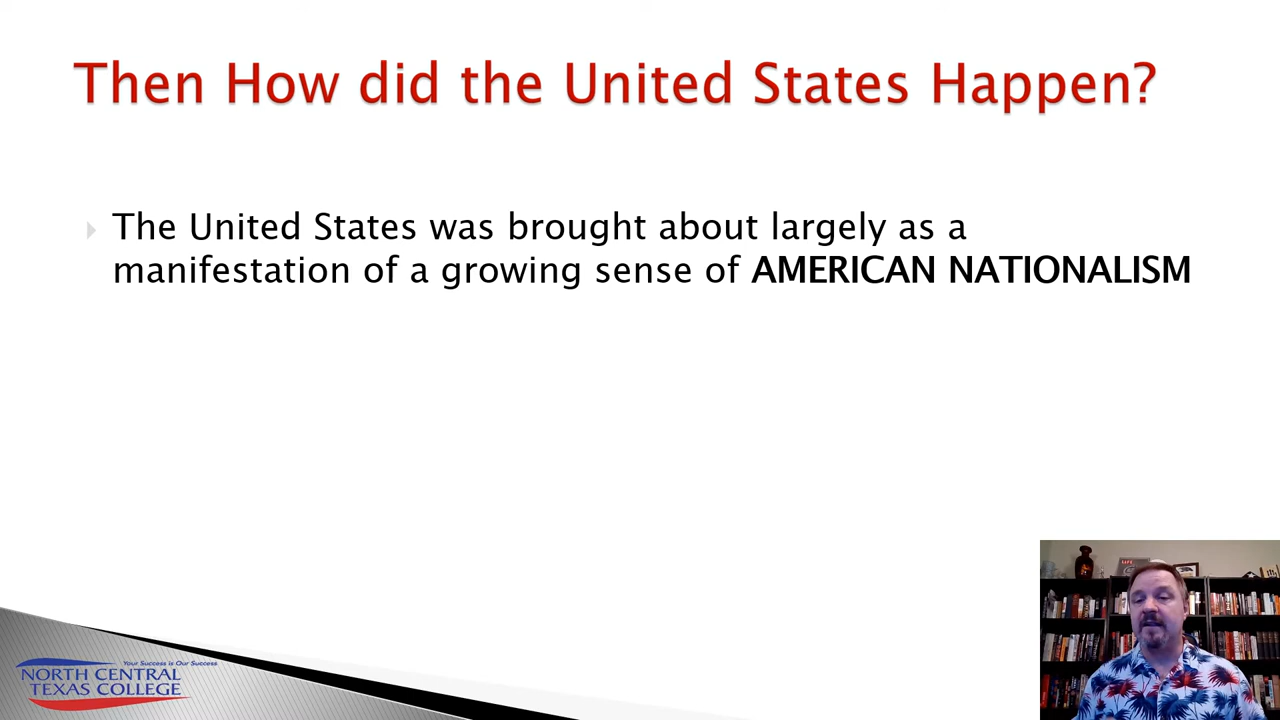 Then How did the United States Happen?
The United States was brought about largely as a
manifestation of a growing sense of AMERICAN NATIONALISM
Your Success is Our Success
NORTH CENTRAL
TEXAS COLLEGE